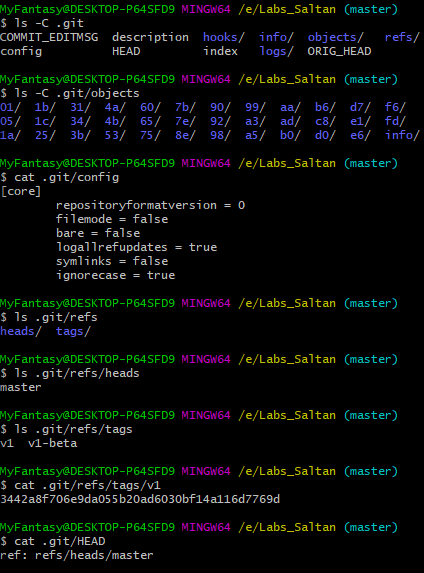 MyFantasy@DESKTOP-P64SFD9 MINGW64 /e/Labs_Saltan (master)
$ ls -C .git
COMMIT_EDITMSG  description  hooks/  info/  objects/   refs/
config          HEAD         index   logs/  ORIG_HEAD
MyFantasy@DESKTOP-P64SFD9 MINGW64 /e/Labs_Saltan (master)
$ ls -C .git/objects
01/  1b/  31/  4a/  60/  7b/  90/  99/  aa/  b6/  d7/  f6/
05/  1c/  34/  4b/  65/  7e/  92/  a3/  ad/  c8/  e1/  fd/
1a/  25/  3b/  53/  75/  8e/  98/  a5/  b0/  d0/  e6/  info/
MyFantasy@DESKTOP-P64SFD9 MINGW64 /e/Labs_Saltan (master)
$ cat .git/config
[core]
        repositoryformatversion = 0
        filemode = false
        bare = false
        logallrefupdates = true
        symlinks = false
        ignorecase = true
MyFantasy@DESKTOP-P64SFD9 MINGW64 /e/Labs_Saltan (master)
$ ls .git/refs
heads/  tags/
MyFantasy@DESKTOP-P64SFD9 MINGW64 /e/Labs_Saltan (master)
$ ls .git/refs/heads
master
MyFantasy@DESKTOP-P64SFD9 MINGW64 /e/Labs_Saltan (master)
$ ls .git/refs/tags
v1  v1-beta
MyFantasy@DESKTOP-P64SFD9 MINGW64 /e/Labs_Saltan (master)
$ cat .git/refs/tags/v1
3442a8f706e9da055b20ad6030bf14a116d7769d
MyFantasy@DESKTOP-P64SFD9 MINGW64 /e/Labs_Saltan (master)
$ cat .git/HEAD
ref: refs/heads/master